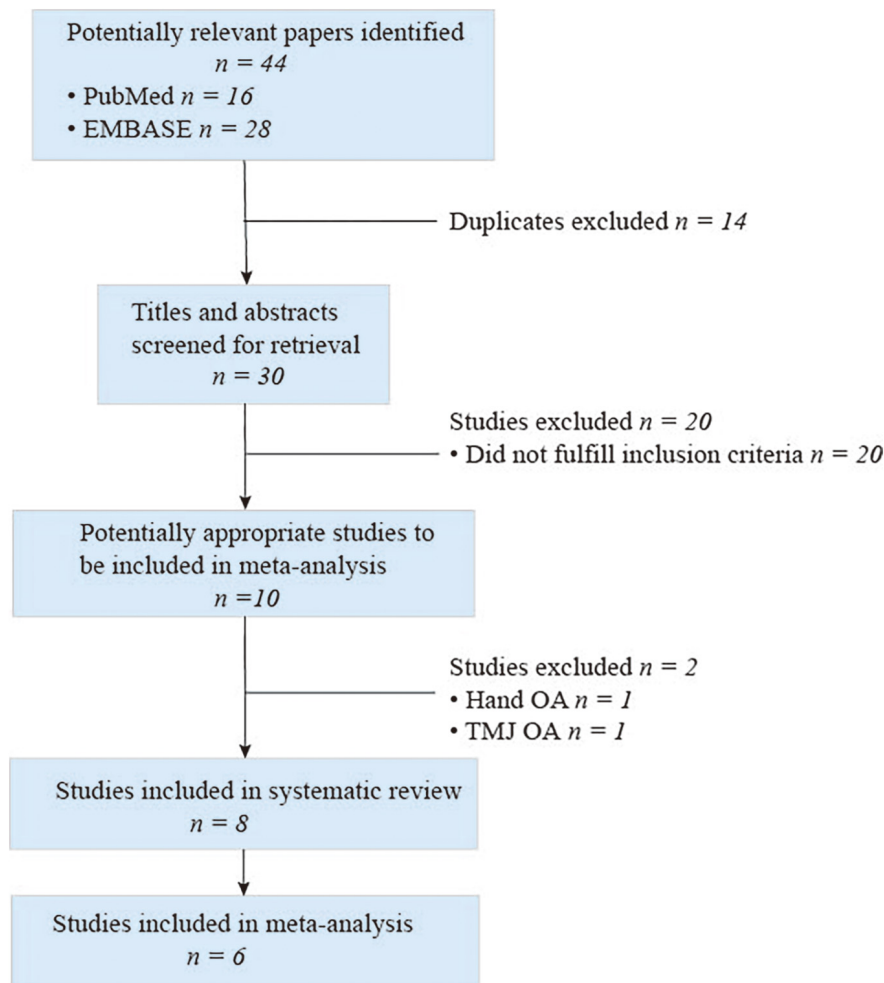 Potentially relevant papers identified
n = 44
• PubMed n = 16
• EMBASE n = 28
Duplicates excluded n = 14
Titles and abstracts
screened for retrieval
n = 30
Studies excluded n = 20
• Did not fulfill inclusion criteria n = 20
Potentially appropriate studies to
be included in meta-analysis
n =10
Studies excluded n = 2
• Hand OA n = 1
• TMJ OA n = 1
Studies included in systematic review
n = 8
Studies included in meta-analysis
n = 6